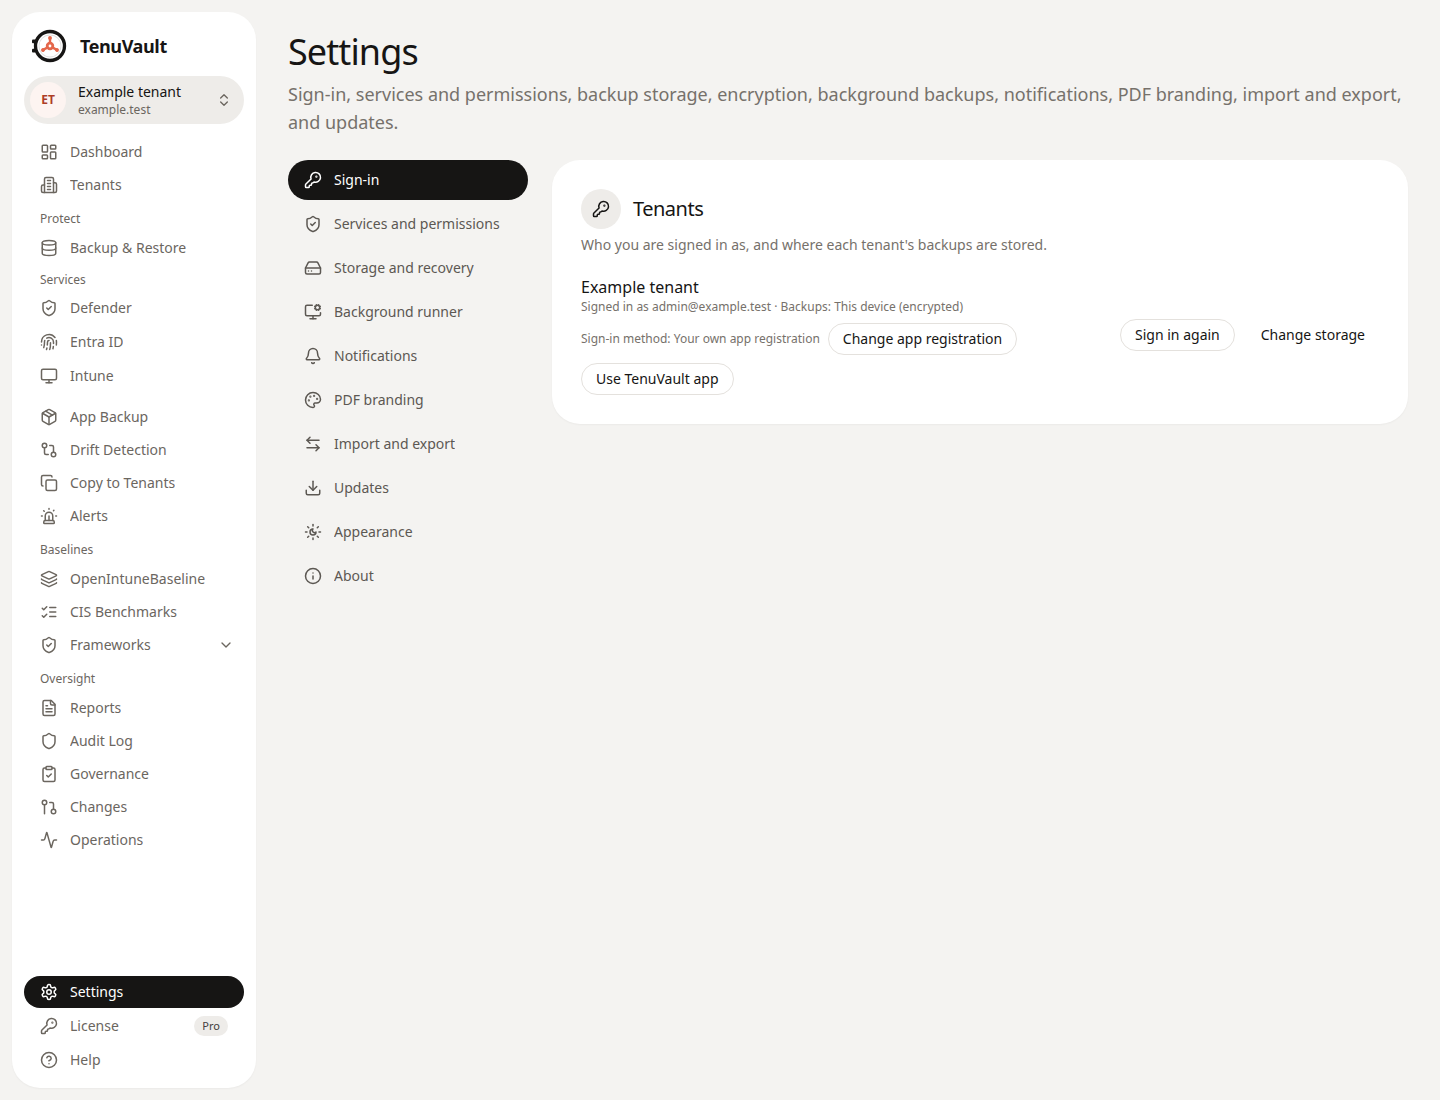 TenuVault
ET
Example tenant
example.test
Dashboard
Tenants
Protect
Backup & Restore
Services
Defender
Entra ID
Intune
App Backup
Drift Detection
Copy to Tenants
Alerts
Baselines
OpenIntuneBaseline
CIS Benchmarks
Frameworks
Oversight
Reports
Audit Log
Governance
Changes
Operations
Settings
License
Pro
Help
Settings
Sign-in, services and permissions, backup storage, encryption, background backups, notifications, PDF branding, import and export,
and updates.
Sign-in
Services and permissions
Storage and recovery
Background runner
Notifications
PDF branding
Import and export
Updates
Appearance
About
Tenants
Who you are signed in as, and where each tenant's backups are stored.
Example tenant
Signed in as admin@example.test · Backups: This device (encrypted)
Sign-in method: Your own app registration
Change app registration
Use TenuVault app
Sign in again
Change storage